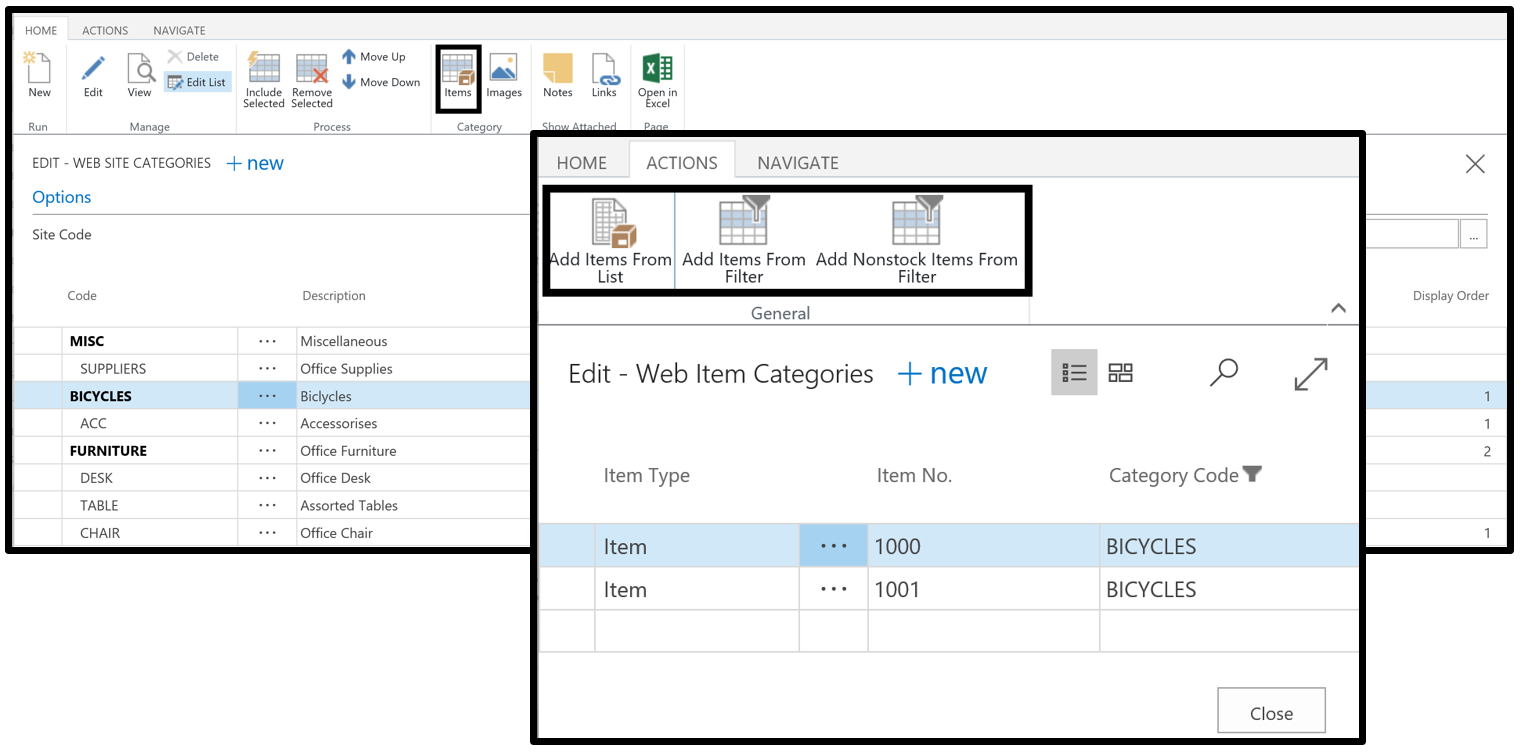 HOME ACTIONS NAVIGATE
New
Edit
View
Delete
Edit List
Include
Selected
Remove
Selected
Move Up
Move Down
Items
Images
Notes
Links
Open in
Excel
Run
Manage
Process
Category
Show Attached
Page
EDIT - WEB SITE CATEGORIES + new
Options
Site Code
...
Code Description Display Order
MISC ··· Miscellaneous
SUPPLIERS ··· Office Supplies
BICYCLES ··· Biclycles 1
ACC ··· Accessorises 1
FURNITURE ··· Office Furniture 2
DESK ··· Office Desk
TABLE ··· Assorted Tables
CHAIR ··· Office Chair 1
HOME ACTIONS NAVIGATE
Add Items From
List
Add Items From
Filter
Add Nonstock Items From
Filter
General
Edit - Web Item Categories + new
Item Type Item No. Category Code
Item ··· 1000 BICYCLES
Item ··· 1001 BICYCLES
Close